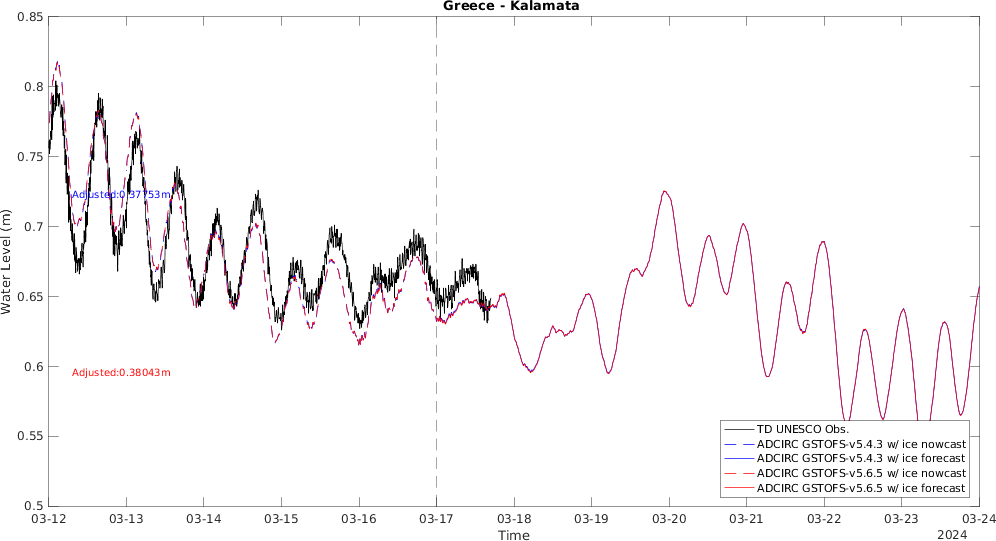 Greece - Kalamata
0.85
0.8
0.75
0.7
0.65
0.6
0.55
0.5
Water Level (m)
Adjusted:0.37753m
Adjusted:0.38043m
TD UNESCO Obs.
ADCIRC GSTOFS-v5.4.3 w/ ice nowcast
ADCIRC GSTOFS-v5.4.3 w/ ice forecast
ADCIRC GSTOFS-v5.6.5 w/ ice nowcast
ADCIRC GSTOFS-v5.6.5 w/ ice forecast
03-12 03-13 03-14 03-15 03-16 03-17 03-18 03-19 03-20 03-21 03-22 03-23 03-24
Time
2024